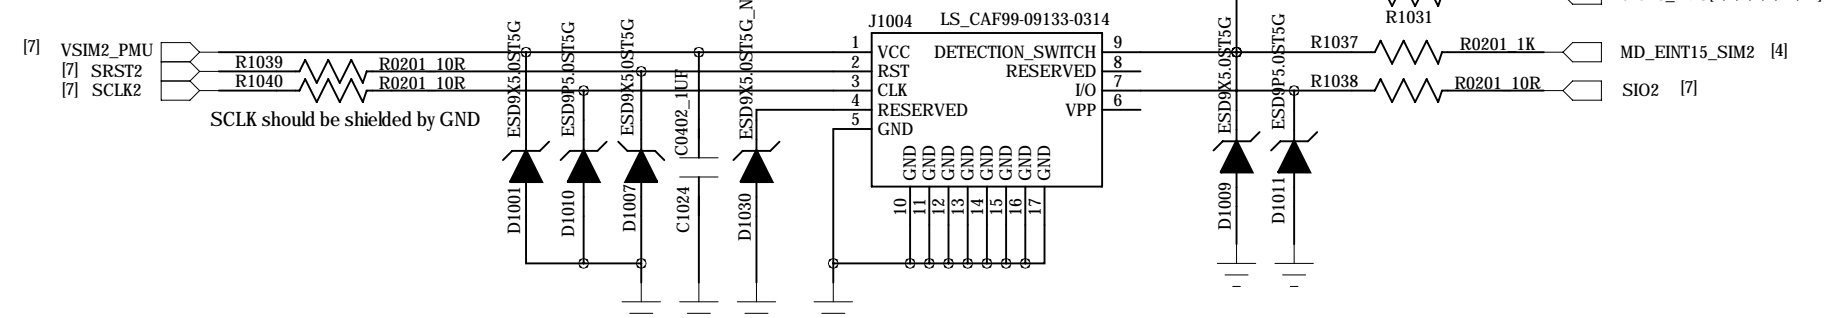 R1031
J1004 LS_CAF99-09133-0314
[7] VSIM2_PMU
[7] SRST2
[7] SCLK2
R1039 R0201_10R
R1040 R0201_10R
SCLK should be shielded by GND
ESD9X5.0ST5G
ESD9P5.0ST5G
ESD9X5.0ST5G
C0402_1UF
ESD9X5.0ST5G_N
D1001
D1010
D1007
C1024
D1030
1 VCC
2 RST
3 CLK
4 RESERVED
5 GND
DETECTION_SWITCH 9
RESERVED 8
I/O 7
VPP 6
GND GND GND GND GND GND GND GND
10 11 12 13 14 15 16 17
ESD9X5.0ST5G
ESD9P5.0ST5G
D1009
D1011
R1037 R0201_1K
MD_EINT15_SIM2 [4]
R1038 R0201_10R
SIO2 [7]